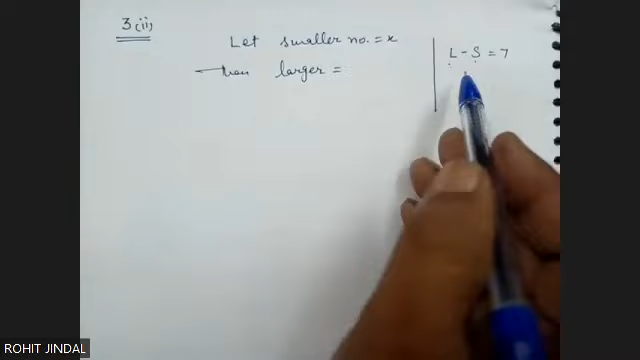 3(ii)
Let smaller no. = x
Then larger =
L - S = 7
ROHIT JINDAL